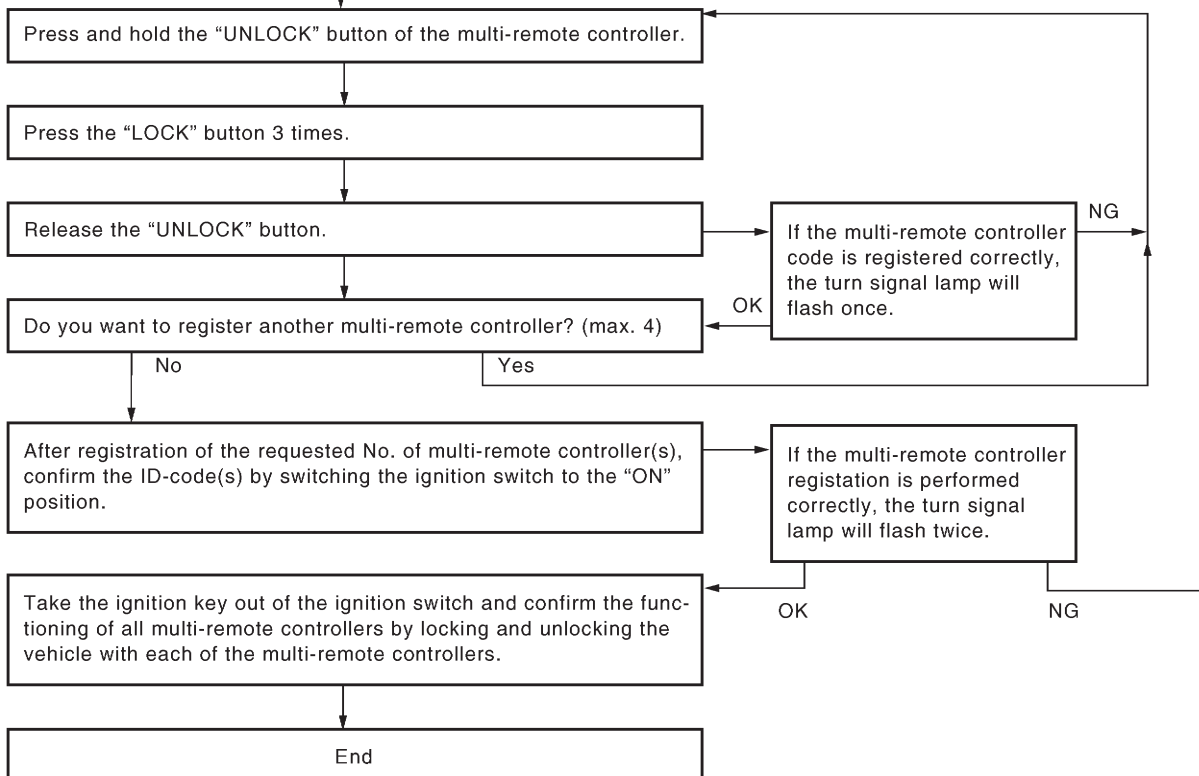 Press and hold the “UNLOCK” button of the multi-remote controller.
Press the “LOCK” button 3 times.
Release the “UNLOCK” button.
NG
If the multi-remote controller
code is registered correctly,
the turn signal lamp will
flash once.
OK
Do you want to register another multi-remote controller? (max. 4)
No
Yes
After registration of the requested No. of multi-remote controller(s),
confirm the ID-code(s) by switching the ignition switch to the “ON”
position.
If the multi-remote controller
registation is performed
correctly, the turn signal
lamp will flash twice.
OK
NG
Take the ignition key out of the ignition switch and confirm the func-
tioning of all multi-remote controllers by locking and unlocking the
vehicle with each of the multi-remote controllers.
End